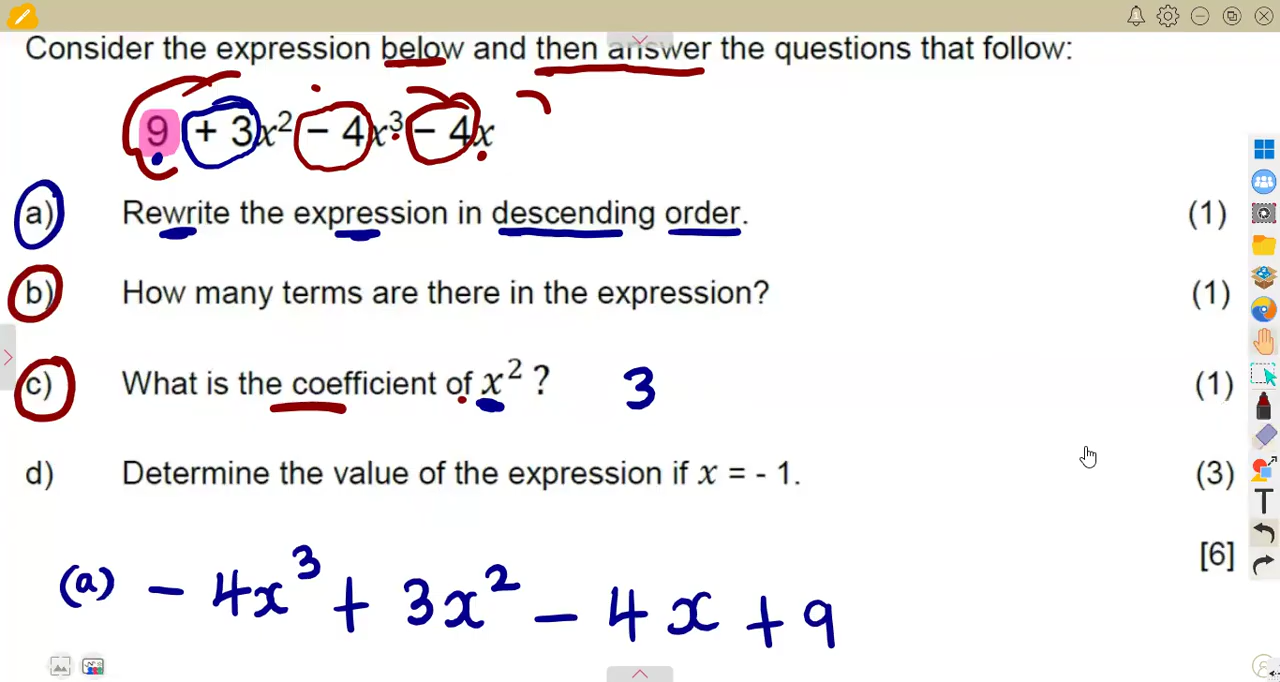 Consider the expression below and then answer the questions that follow:
9 + 3x² − 4x³ − 4x
a) Rewrite the expression in descending order. (1)
b) How many terms are there in the expression? (1)
c) What is the coefficient of x² ? 3 (1)
d) Determine the value of the expression if x = - 1. (3)
[6]
(a) − 4x³ + 3x² − 4x + 9